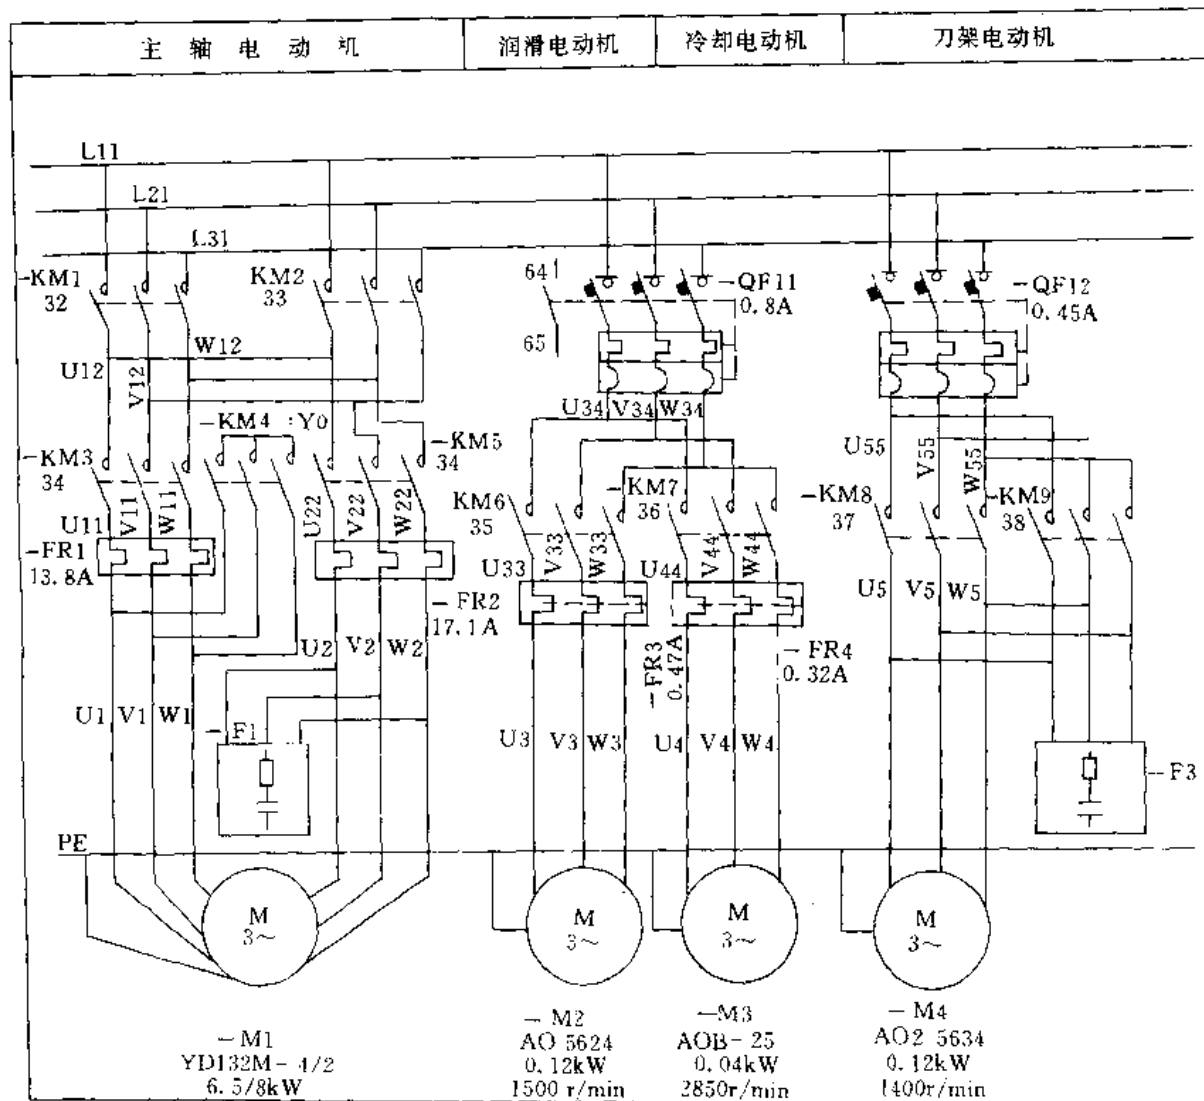 主轴电动机
润滑电动机
冷却电动机
刀架电动机
L11
L21
L31
-KM1
32
KM2
33
64
65
-QF11
0.8A
-QF12
0.45A
U12
V12
W12
U34 V34 W34
-KM4 :Y0
-KM3
34
-KM5
34
U11
V11
W11
U22
V22
W22
KM6
35
-KM7
36
U55
V55
W55
-KM8
37
-KM9
38
-FR1
13.8A
-FR2
17.1A
U33
V33
W33
U44
V44
W44
-FR3
0.47A
-FR4
0.32A
U5 V5 W5
U2 V2 W2
U1 V1 W1
-F1
U3 V3 W3
U4 V4 W4
-F3
PE
M
3~
M
3~
M
3~
M
3~
-M1
YD132M-4/2
6.5/8kW
-M2
AO 5624
0.12kW
1500 r/min
-M3
AOB-25
0.04kW
2850r/min
-M4
AO2 5634
0.12kW
1400r/min